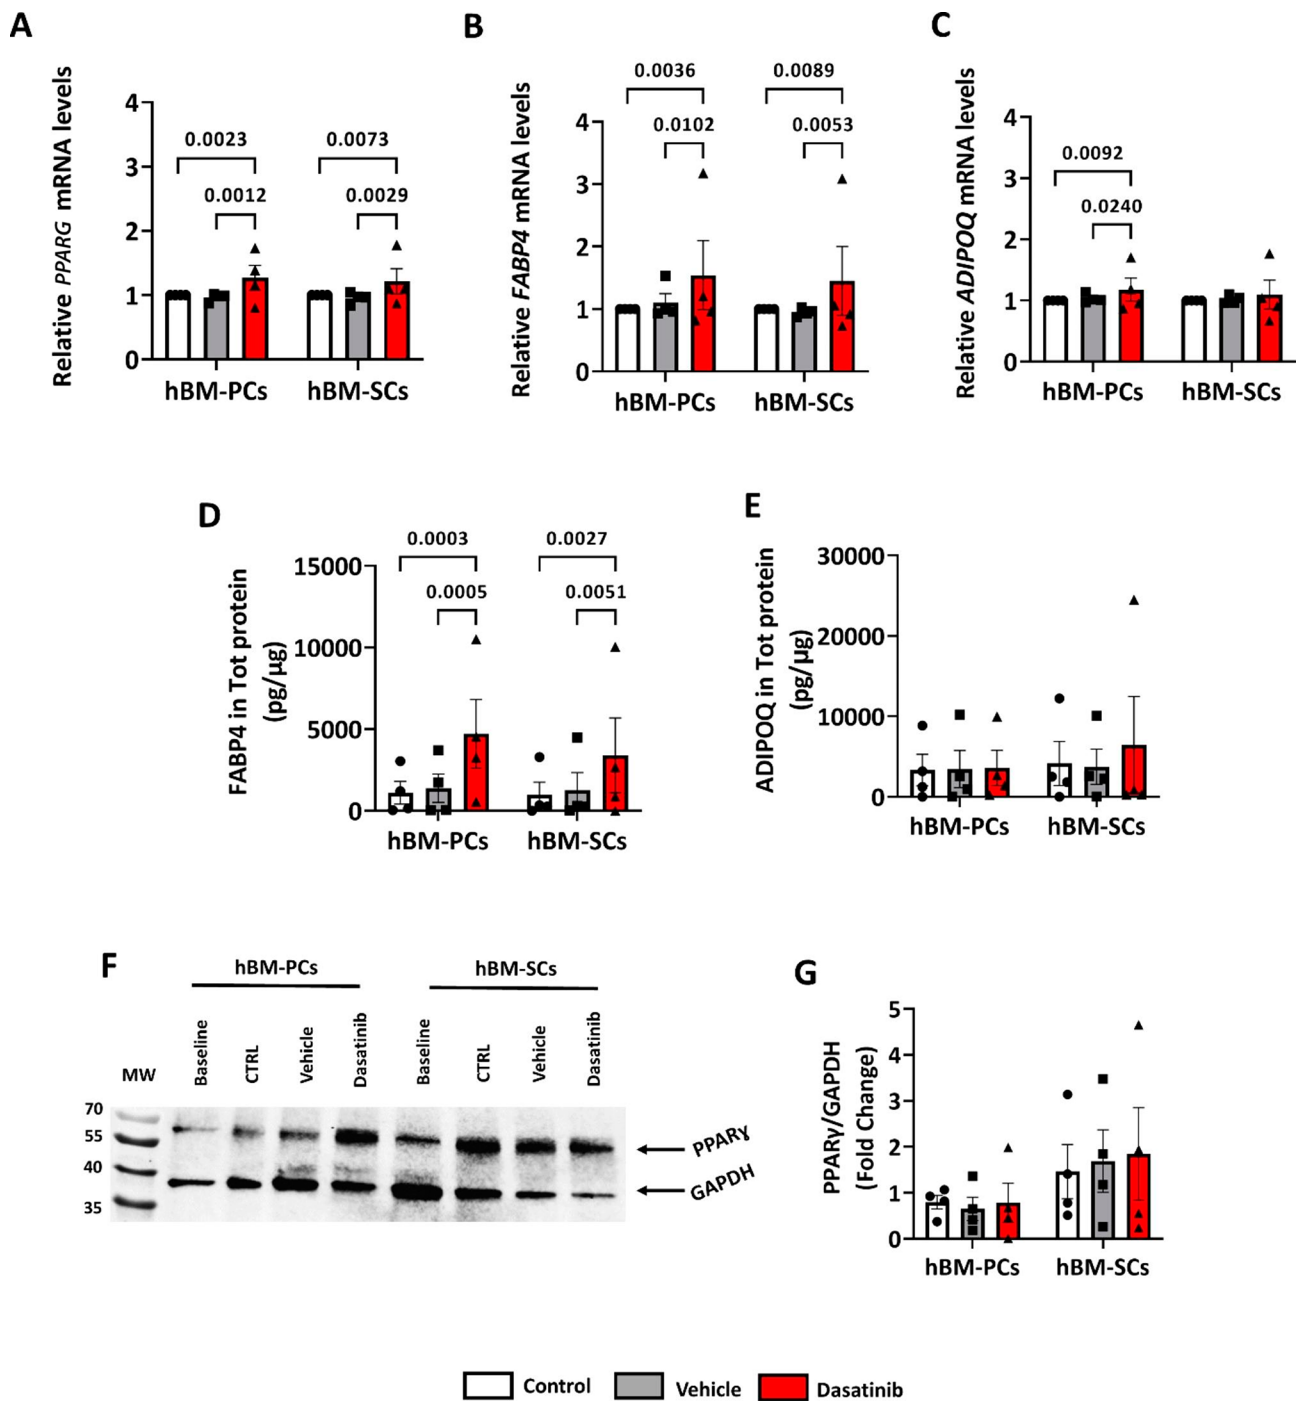 A
Relative PPARG mRNA levels
4
3
2
1
0
0.0023
0.0073
0.0012
0.0029
hBM-PCs
hBM-SCs
B
Relative FABP4 mRNA levels
4
3
2
1
0
0.0036
0.0089
0.0102
0.0053
hBM-PCs
hBM-SCs
C
Relative ADIPOQ mRNA levels
4
3
2
1
0
0.0092
0.0240
hBM-PCs
hBM-SCs
D
FABP4 in Tot protein
(pg/µg)
15000
10000
5000
0
0.0003
0.0027
0.0005
0.0051
hBM-PCs
hBM-SCs
E
ADIPOQ in Tot protein
(pg/µg)
30000
20000
10000
0
hBM-PCs
hBM-SCs
F
hBM-PCs
hBM-SCs
MW
Baseline
CTRL
Vehicle
Dasatinib
Baseline
CTRL
Vehicle
Dasatinib
70
55
40
35
PPARɣ
GAPDH
G
PPARγ/GAPDH
(Fold Change)
5
4
3
2
1
0
hBM-PCs
hBM-SCs
Control
Vehicle
Dasatinib